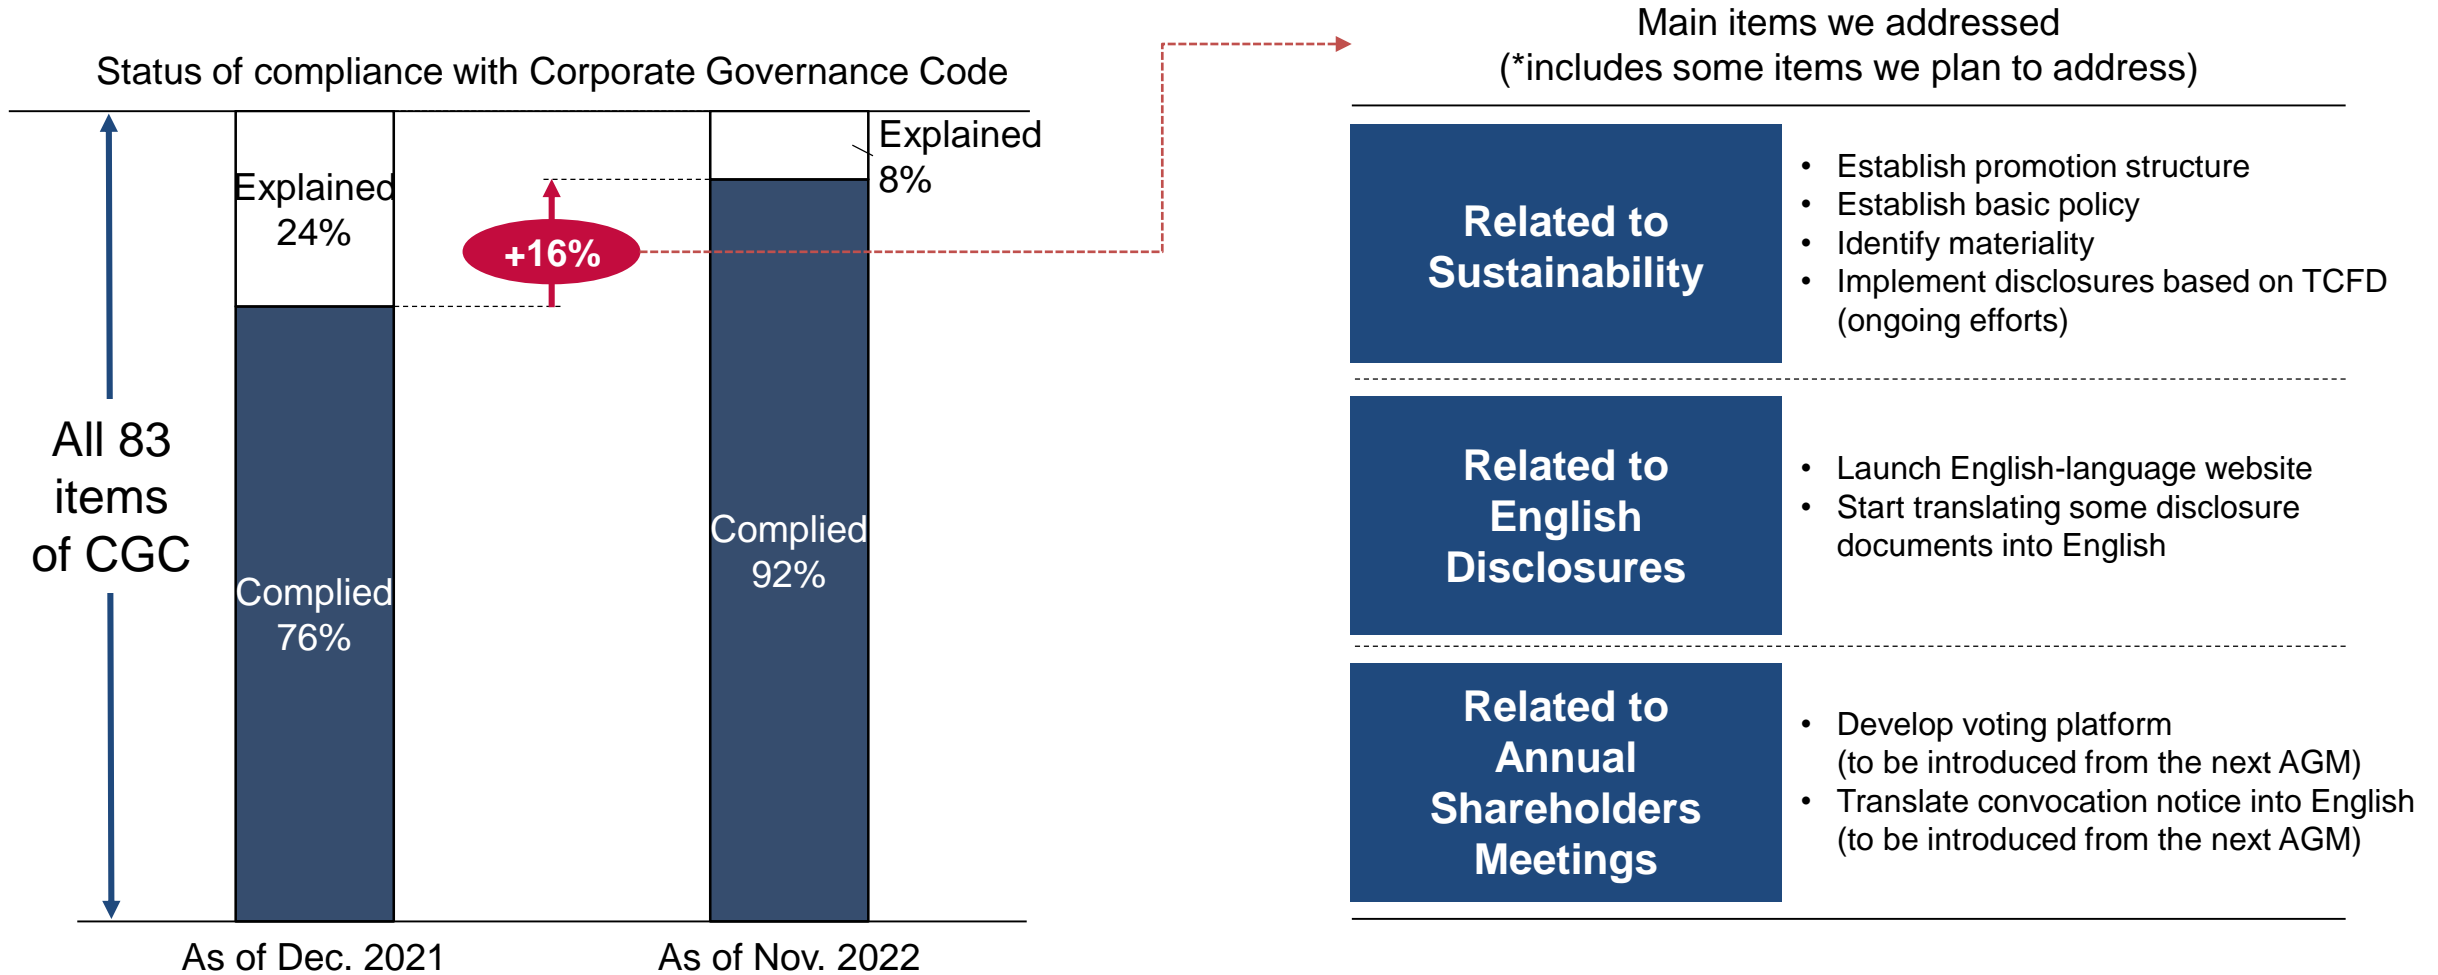 Status of compliance with Corporate Governance Code
Explained
24%
Complied
76%
+16%
Explained
8%
Complied
92%
All 83
items
of CGC
As of Dec. 2021
As of Nov. 2022
Main items we addressed
(*includes some items we plan to address)
Related to
Sustainability
• Establish promotion structure
• Establish basic policy
• Identify materiality
• Implement disclosures based on TCFD
(ongoing efforts)
Related to
English
Disclosures
• Launch English-language website
• Start translating some disclosure
documents into English
Related to
Annual
Shareholders
Meetings
• Develop voting platform
(to be introduced from the next AGM)
• Translate convocation notice into English
(to be introduced from the next AGM)